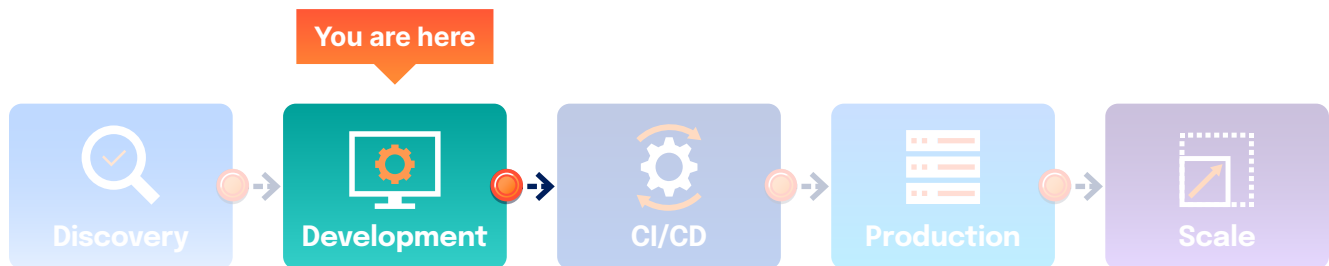 You are here
Discovery
Development
CI/CD
Production
Scale